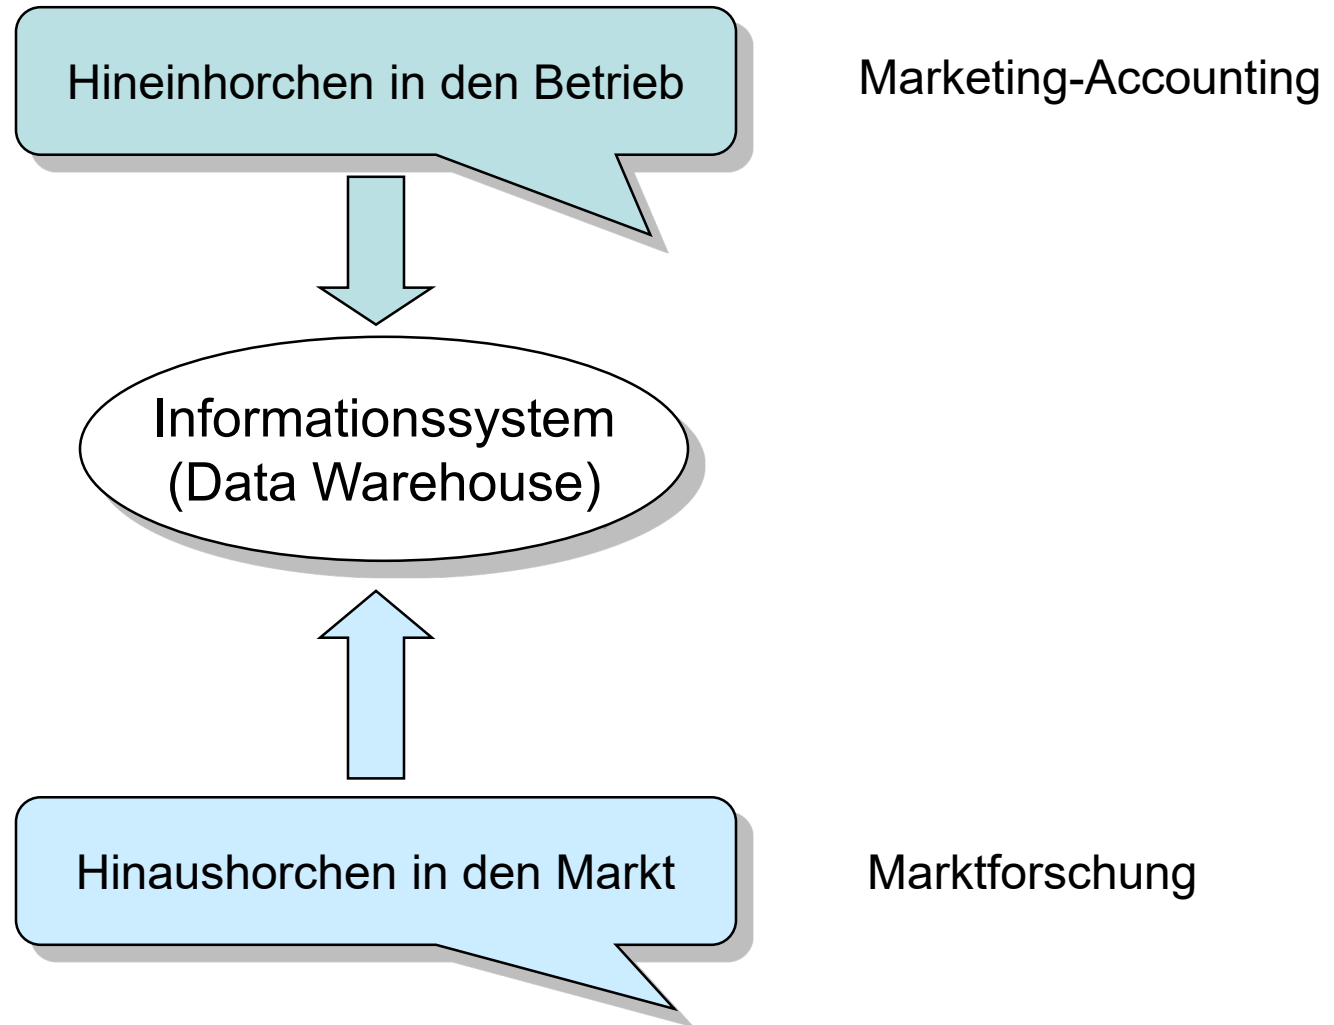 Hineinhorchen in den Betrieb
Marketing-Accounting
Informationssystem
(Data Warehouse)
Hinaushorchen in den Markt
Marktforschung